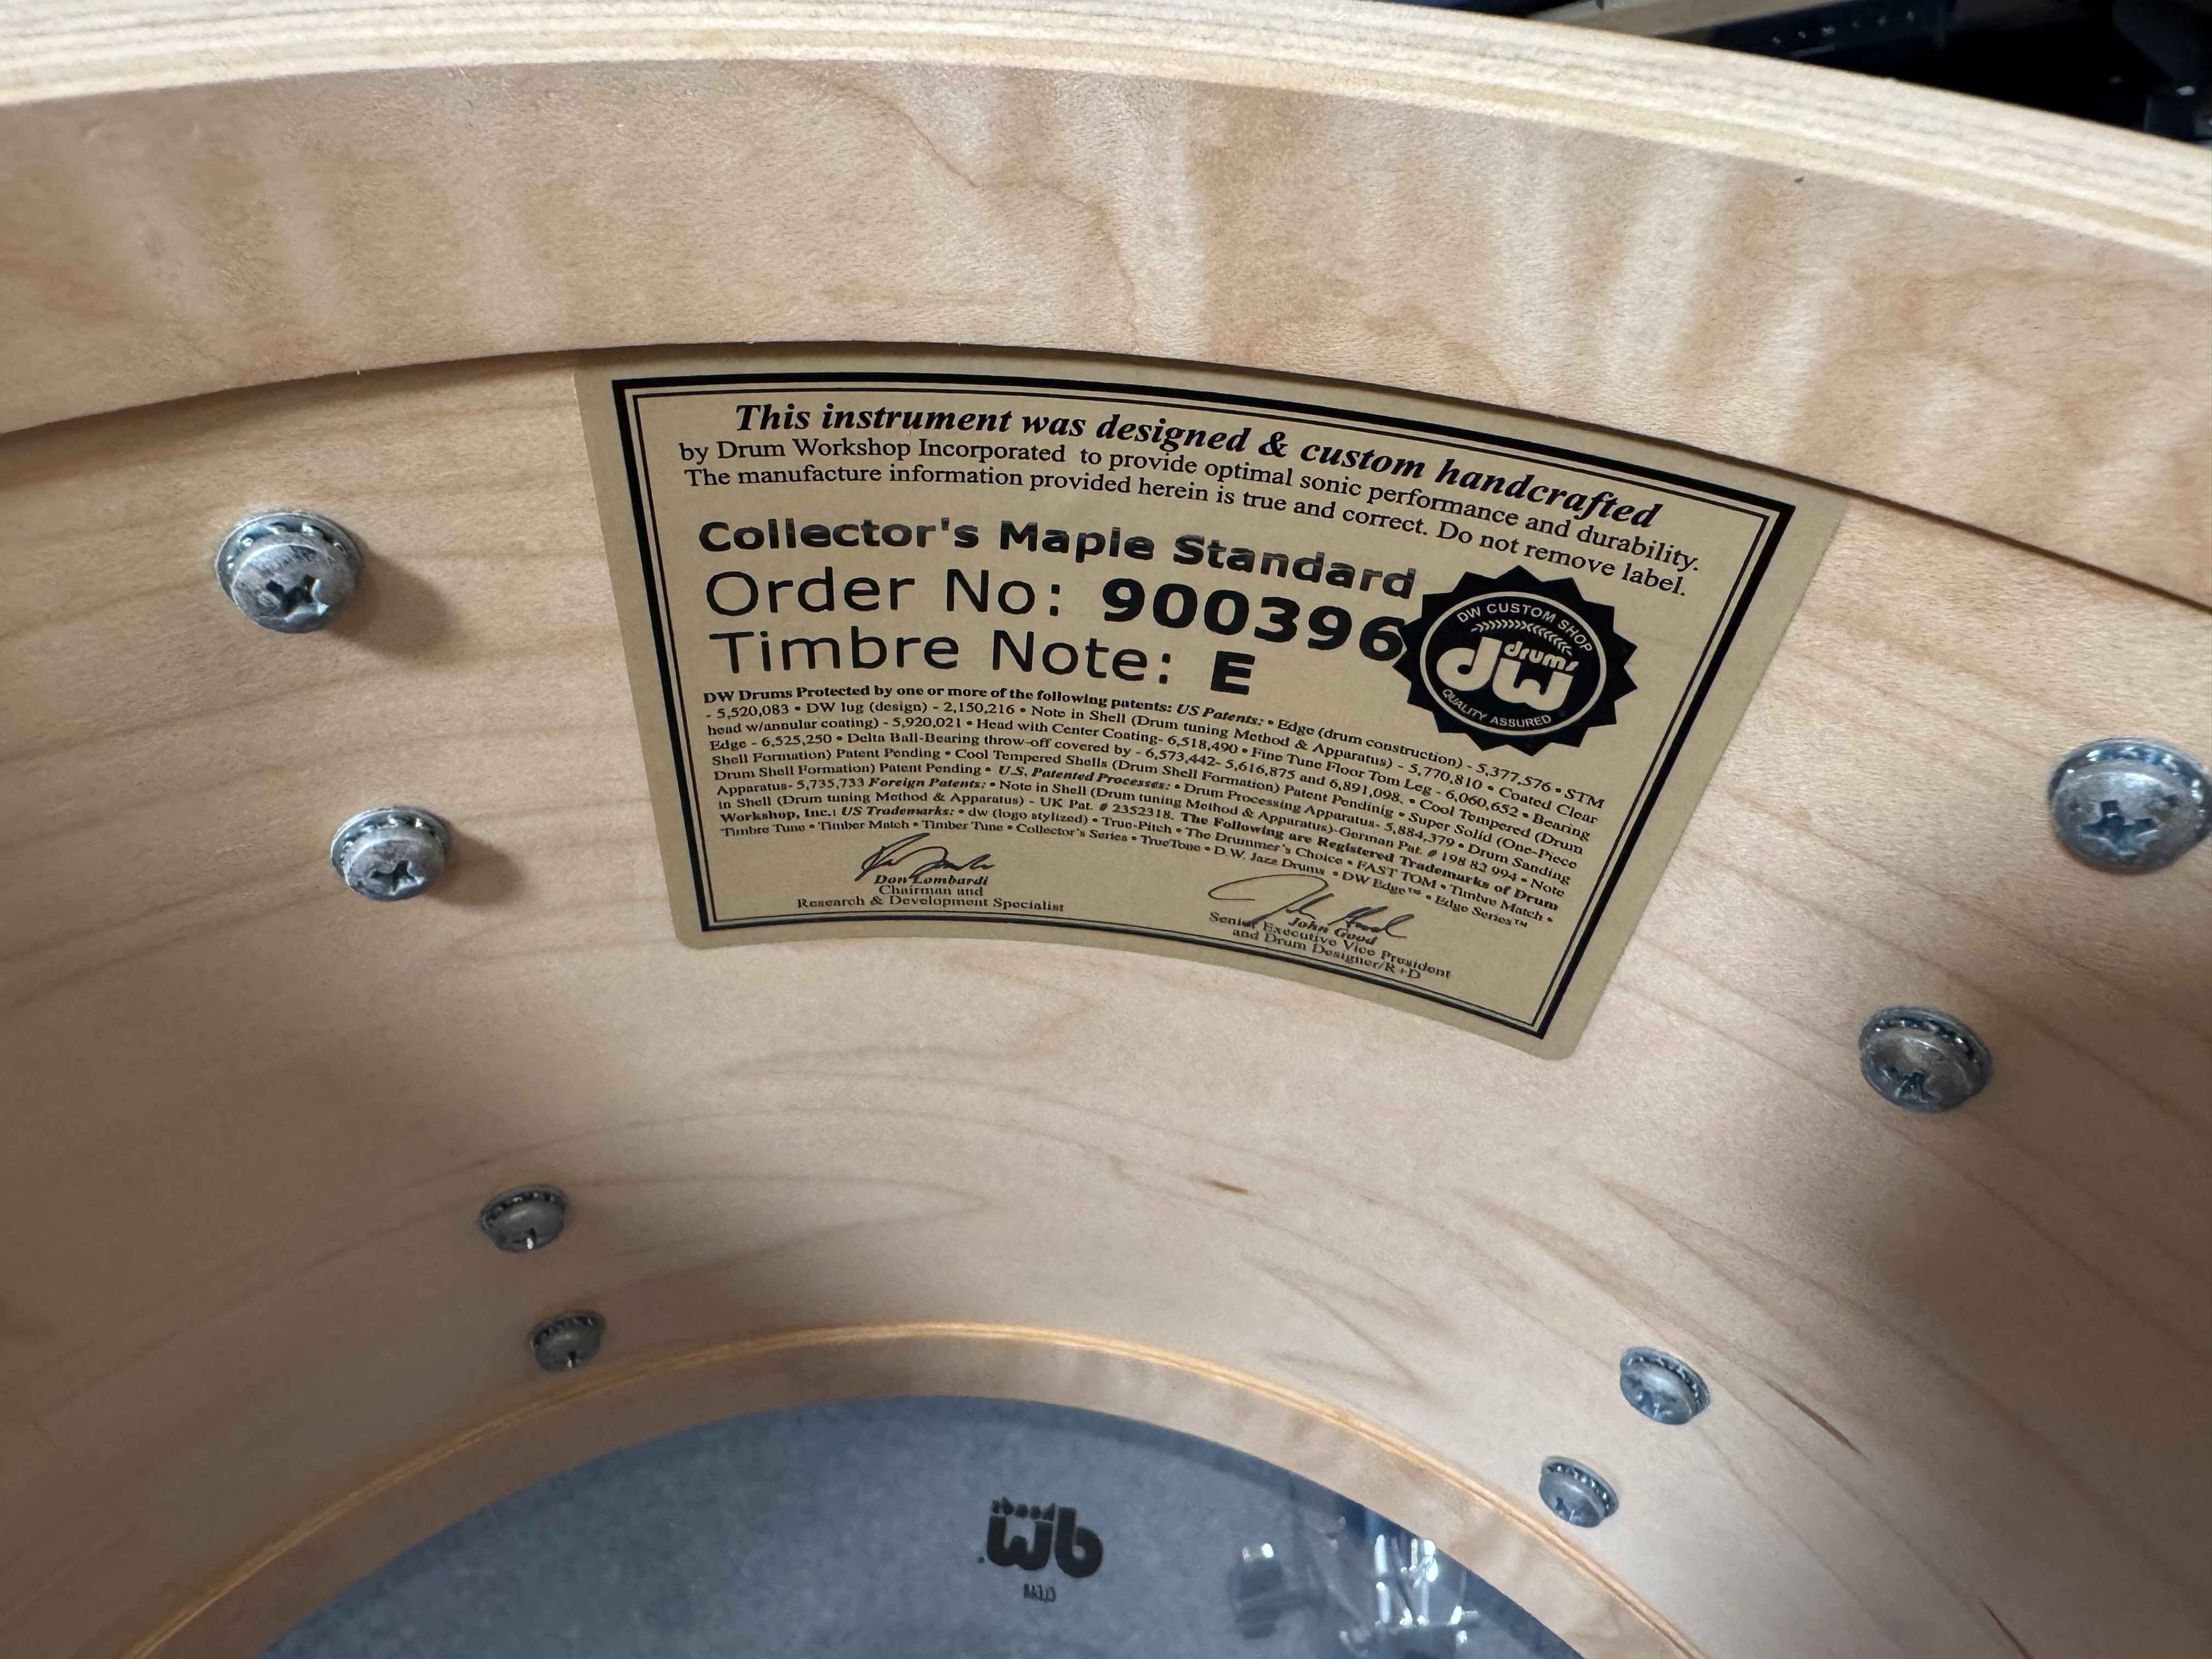 This instrument was designed & custom handcrafted
by Drum Workshop Incorporated to provide optimal sonic performance and durability.
The manufacture information provided herein is true and correct. Do not remove label.
Collector's Maple Standard
Order No: 900396
Timbre Note: E
DW CUSTOM SHOP
dw drums
QUALITY ASSURED
DW Drums Protected by one or more of the following patents: US Patents: • Edge (drum construction) - 5,377,576 • STM
- 5,520,083 • DW lug (design) - 2,150,216 • Note in Shell (Drum tuning Method & Apparatus) - 5,770,810 • Coated Clear
head w/annular coating) - 5,920,021 • Head with Center Coating- 6,518,490 • Fine Tune Floor Tom Leg - 6,060,652 • Bearing
Edge - 6,525,250 • Delta Ball-Bearing throw-off covered by - 6,573,442- 5,616,875 and 6,891,098. • Cool Tempered (Drum
Shell Formation) Patent Pending • Cool Tempered Shells (Drum Shell Formation) Patent Pendinig • Super Solid (One-Piece
Drum Shell Formation) Patent Pending • U.S. Patented Processes: • Drum Processing Apparatus- 5,884,379 • Drum Sanding
Apparatus- 5,735,733 Foreign Patents: • Note in Shell (Drum tuning Method & Apparatus)-German Pat. # 198 82 994 • Note
in Shell (Drum tuning Method & Apparatus) - UK Pat. # 2352318. The Following are Registered Trademarks of Drum
Workshop, Inc.: US Trademarks: • dw (logo stylized) • True-Pitch • The Drummer's Choice • FAST TOM • Timbre Match •
Timbre Tune • Timber Match • Timber Tune • Collector's Series • TrueTone • D.W. Jazz Drums • DW Edge™ • Edge Series™
Don Lombardi
Chairman and
Research & Development Specialist
John Good
Senior Executive Vice President
and Drum Designer/R+D
dw heads
CLEAR